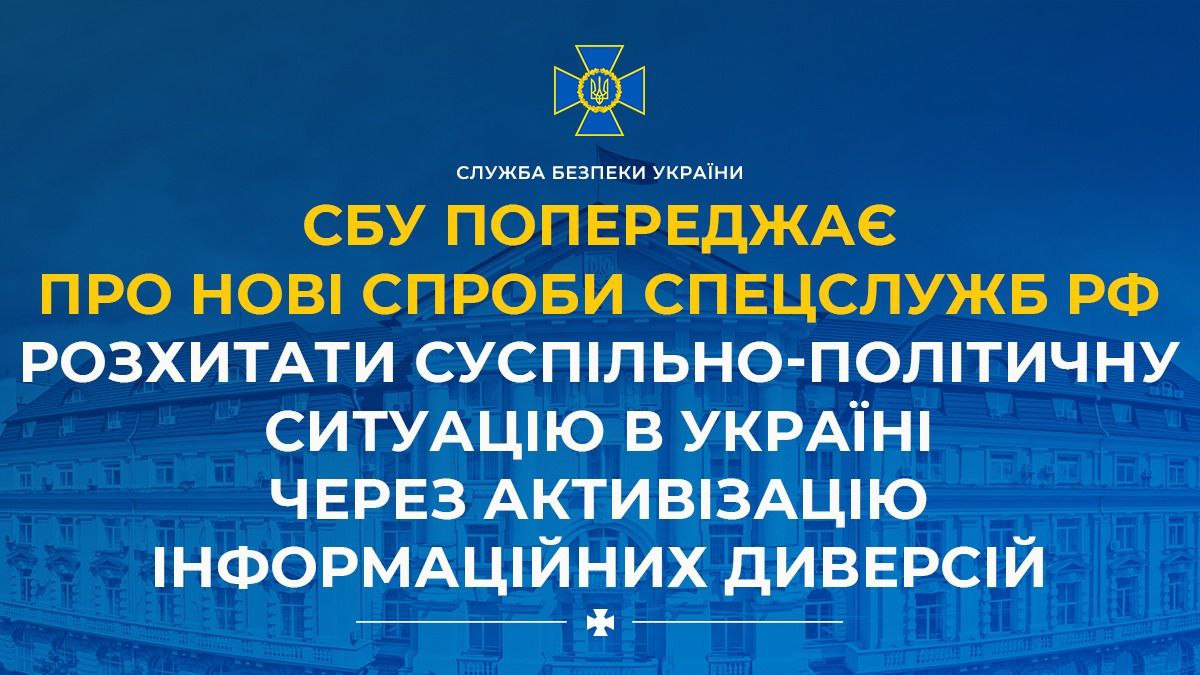 СЛУЖБА БЕЗПЕКИ УКРАЇНИ
СБУ ПОПЕРЕДЖАЄ
ПРО НОВІ СПРОБИ СПЕЦСЛУЖБ РФ
РОЗХИТАТИ СУСПІЛЬНО-ПОЛІТИЧНУ
СИТУАЦІЮ В УКРАЇНІ
ЧЕРЕЗ АКТИВІЗАЦІЮ
ІНФОРМАЦІЙНИХ ДИВЕРСІЙ